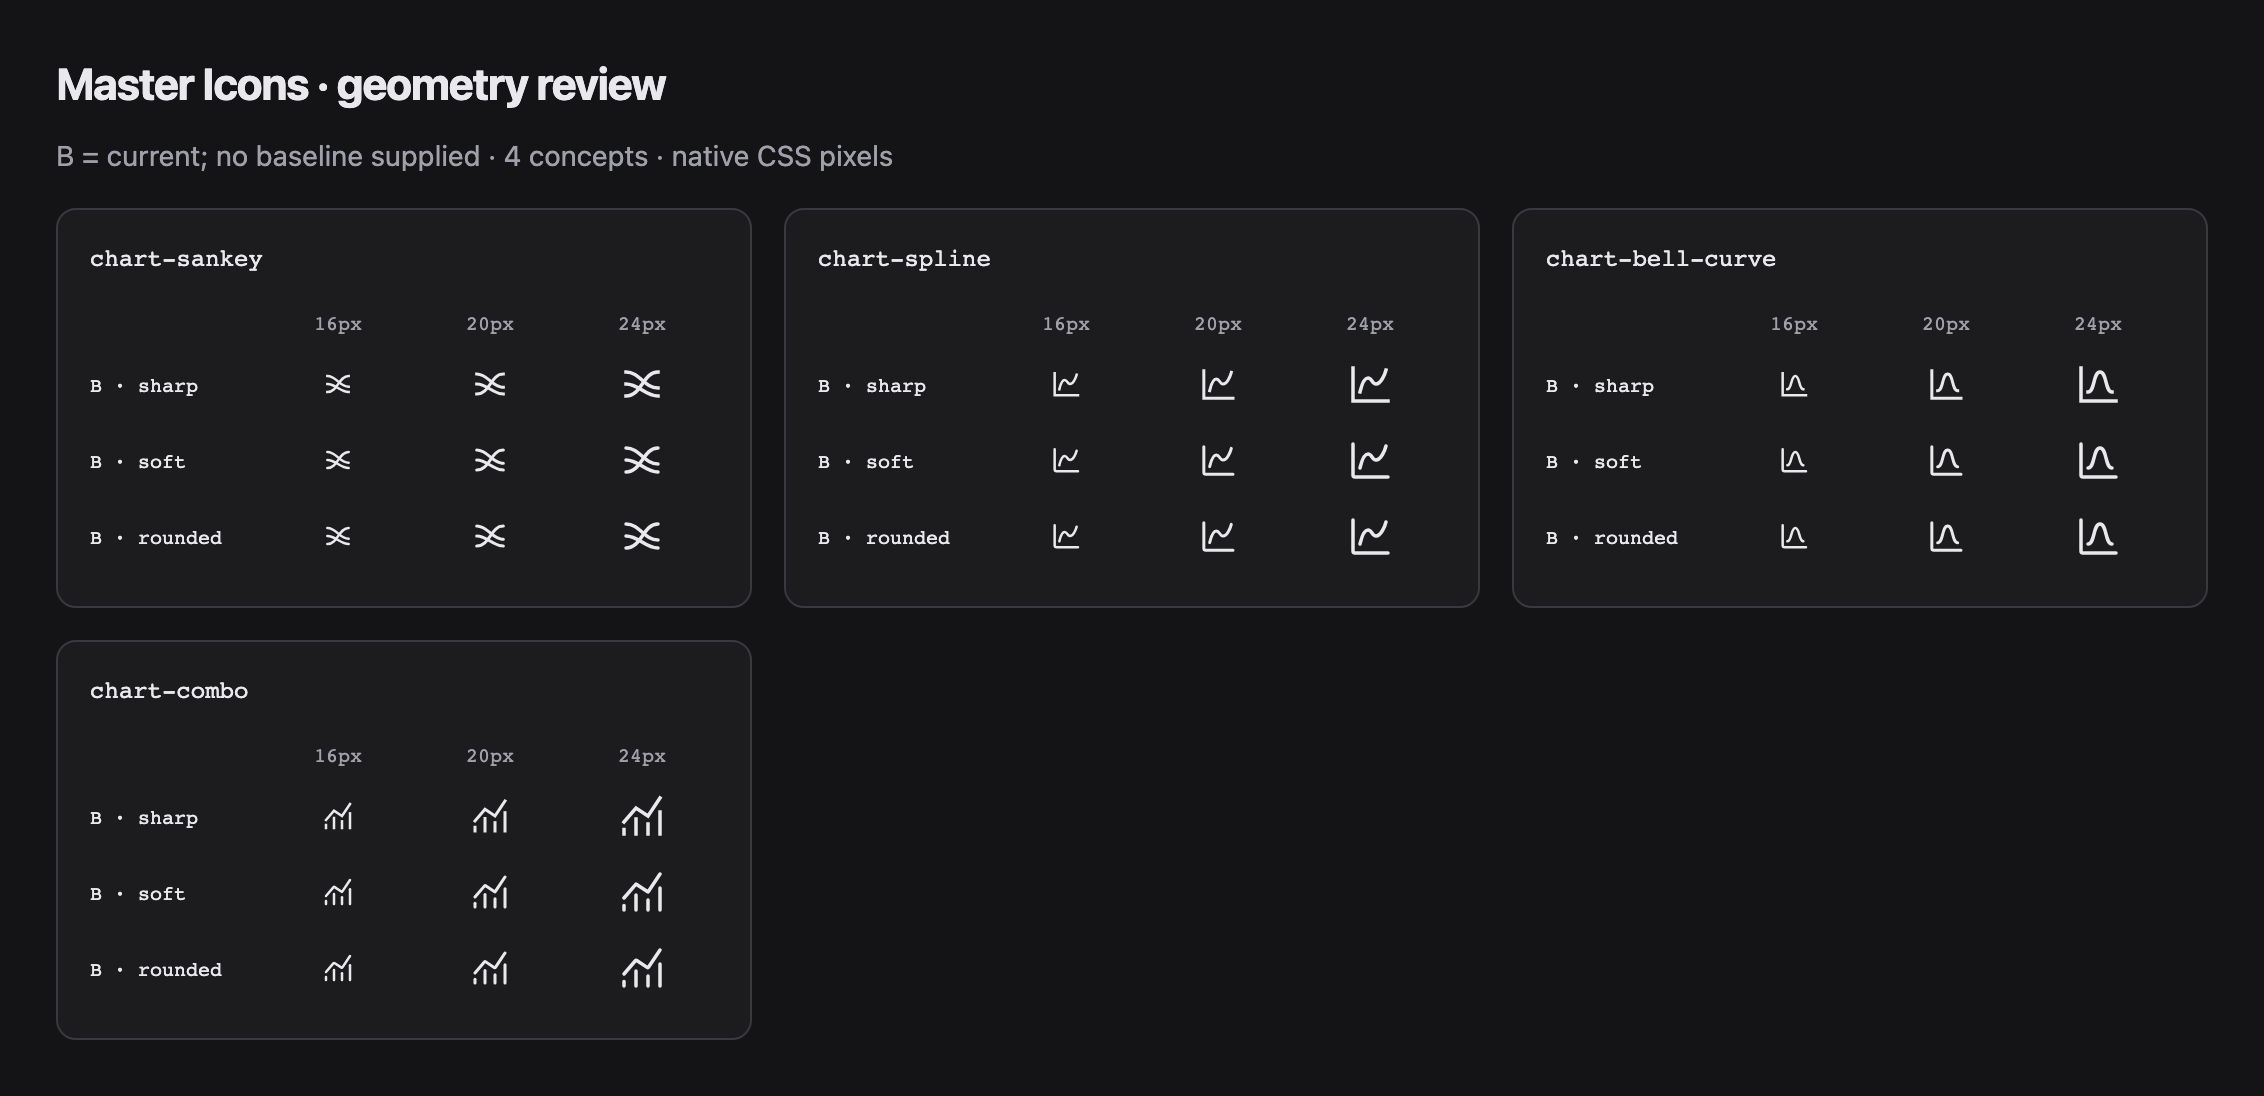 Master Icons · geometry review
B = current; no baseline supplied · 4 concepts · native CSS pixels
chart-sankey
16px 20px 24px
B · sharp
B · soft
B · rounded
chart-spline
16px 20px 24px
B · sharp
B · soft
B · rounded
chart-bell-curve
16px 20px 24px
B · sharp
B · soft
B · rounded
chart-combo
16px 20px 24px
B · sharp
B · soft
B · rounded